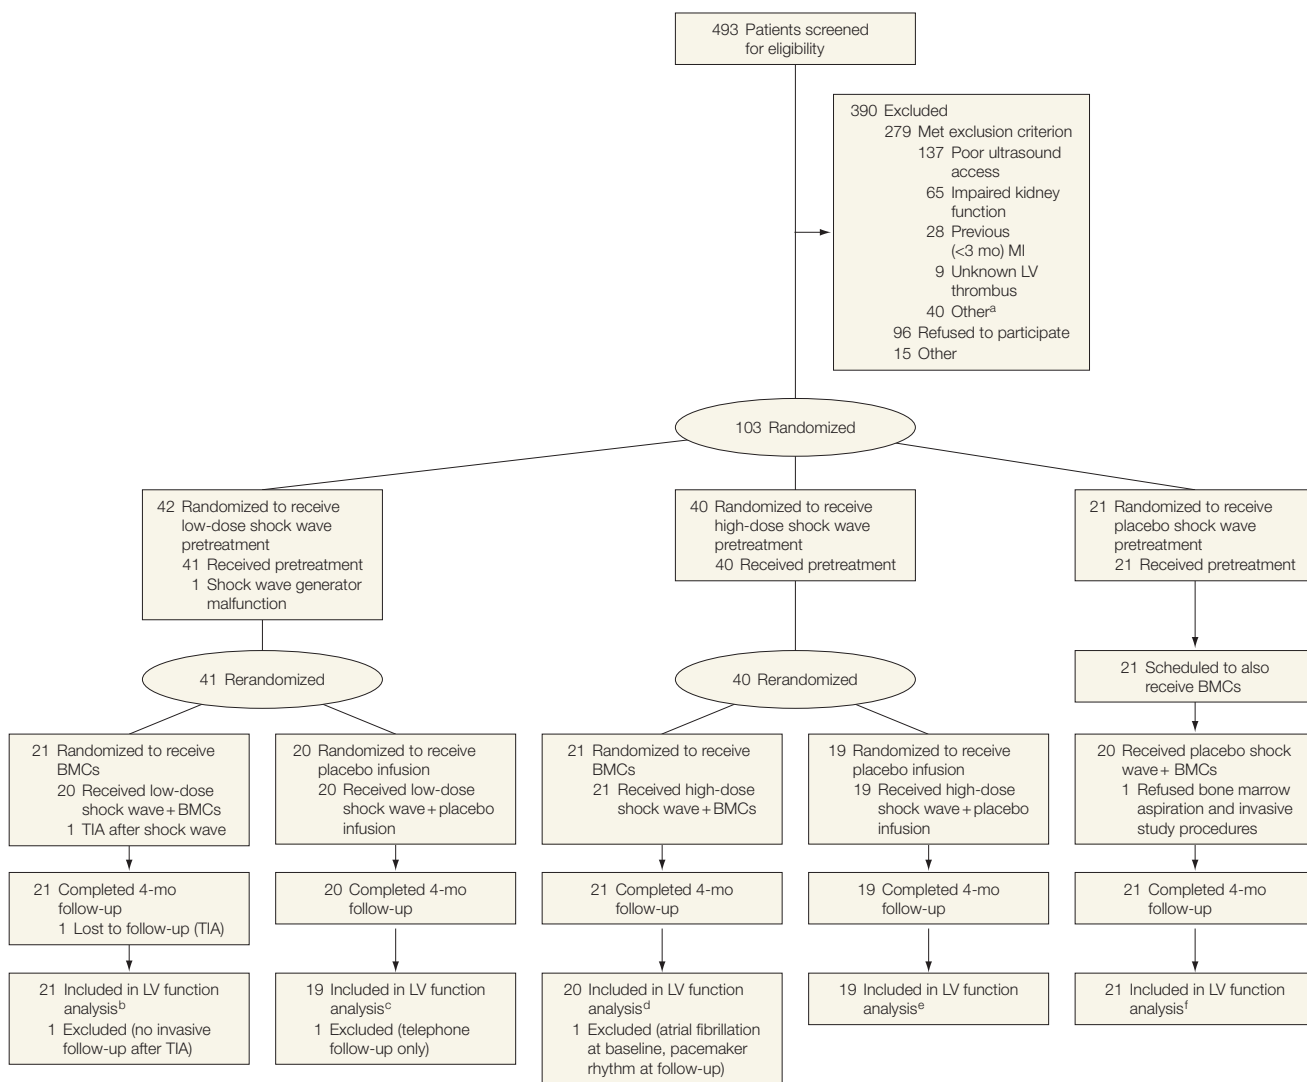 493 Patients screened
for eligibility
390 Excluded
279 Met exclusion criterion
137 Poor ultrasound
access
65 Impaired kidney
function
28 Previous
(<3 mo) MI
9 Unknown LV
thrombus
40 Otherᵃ
96 Refused to participate
15 Other
103 Randomized
42 Randomized to receive
low-dose shock wave
pretreatment
41 Received pretreatment
1 Shock wave generator
malfunction
40 Randomized to receive
high-dose shock wave
pretreatment
40 Received pretreatment
21 Randomized to receive
placebo shock wave
pretreatment
21 Received pretreatment
41 Rerandomized
40 Rerandomized
21 Scheduled to also
receive BMCs
21 Randomized to receive
BMCs
20 Received low-dose
shock wave + BMCs
1 TIA after shock wave
20 Randomized to receive
placebo infusion
20 Received low-dose
shock wave + placebo
infusion
21 Randomized to receive
BMCs
21 Received high-dose
shock wave + BMCs
19 Randomized to receive
placebo infusion
19 Received high-dose
shock wave + placebo
infusion
20 Received placebo shock
wave + BMCs
1 Refused bone marrow
aspiration and invasive
study procedures
21 Completed 4-mo
follow-up
1 Lost to follow-up (TIA)
20 Completed 4-mo
follow-up
21 Completed 4-mo
follow-up
19 Completed 4-mo
follow-up
21 Completed 4-mo
follow-up
21 Included in LV function
analysisᵇ
1 Excluded (no invasive
follow-up after TIA)
19 Included in LV function
analysisᶜ
1 Excluded (telephone
follow-up only)
20 Included in LV function
analysisᵈ
1 Excluded (atrial fibrillation
at baseline, pacemaker
rhythm at follow-up)
19 Included in LV function
analysisᵉ
21 Included in LV function
analysisᶠ